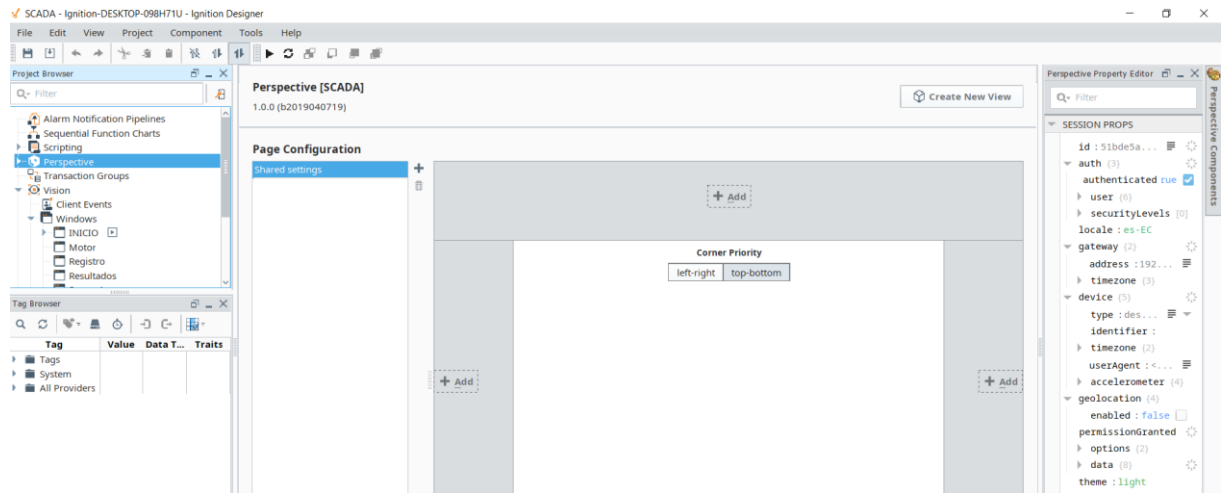 SCADA - Ignition-DESKTOP-098H71U - Ignition Designer
File Edit View Project Component Tools Help
Project Browser
Filter
Alarm Notification Pipelines
Sequential Function Charts
Scripting
Perspective
Transaction Groups
Vision
Client Events
Windows
INICIO
Motor
Registro
Resultados
Tag Browser
Tag Value Data T... Traits
Tags
System
All Providers
Perspective [SCADA]
1.0.0 (b2019040719)
Create New View
Page Configuration
Shared settings
Add
Corner Priority
left-right top-bottom
Add
Add
Perspective Property Editor
Filter
SESSION PROPS
id : 51bde5a...
auth {3}
authenticated rue
user {6}
securityLevels [0]
locale : es-EC
gateway {2}
address : 192...
timezone {3}
device {5}
type : des...
identifier :
timezone {2}
userAgent : <...
accelerometer {4}
geolocation {4}
enabled : false
permissionGranted
options {2}
data {8}
theme : light
Perspective Components